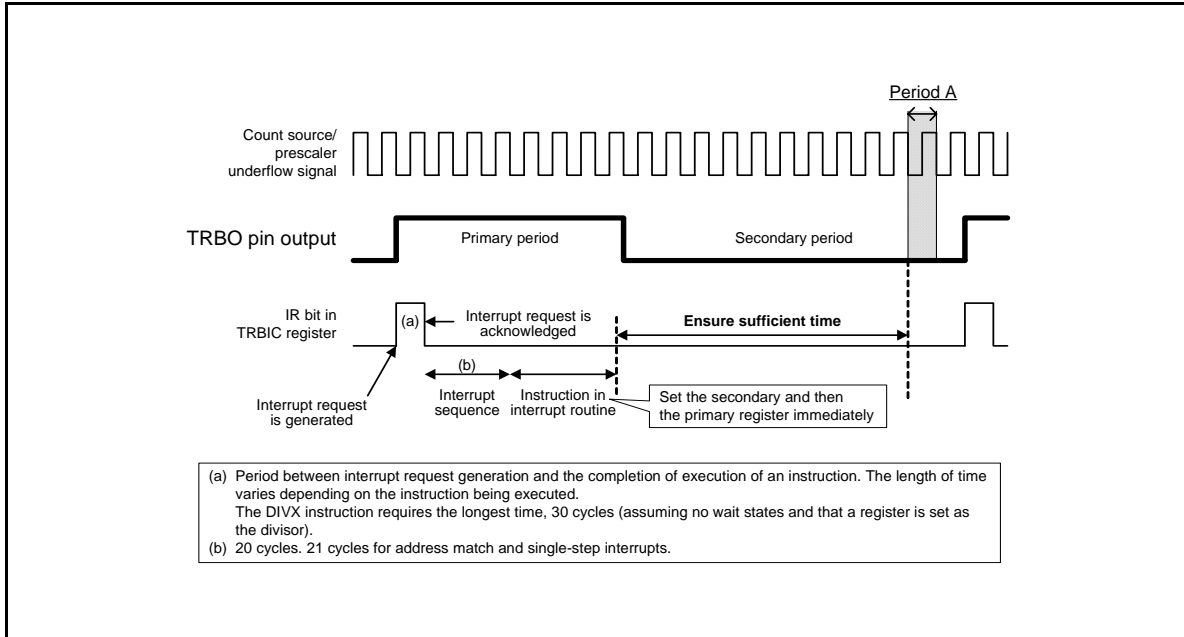 Period A
Count source/
prescaler
underflow signal
TRBO pin output
Primary period
Secondary period
IR bit in
TRBIC register
(a)
Interrupt request is
acknowledged
Ensure sufficient time
(b)
Interrupt
sequence
Instruction in
interrupt routine
Interrupt request
is generated
Set the secondary and then
the primary register immediately
(a) Period between interrupt request generation and the completion of execution of an instruction. The length of time
varies depending on the instruction being executed.
The DIVX instruction requires the longest time, 30 cycles (assuming no wait states and that a register is set as
the divisor).
(b) 20 cycles. 21 cycles for address match and single-step interrupts.